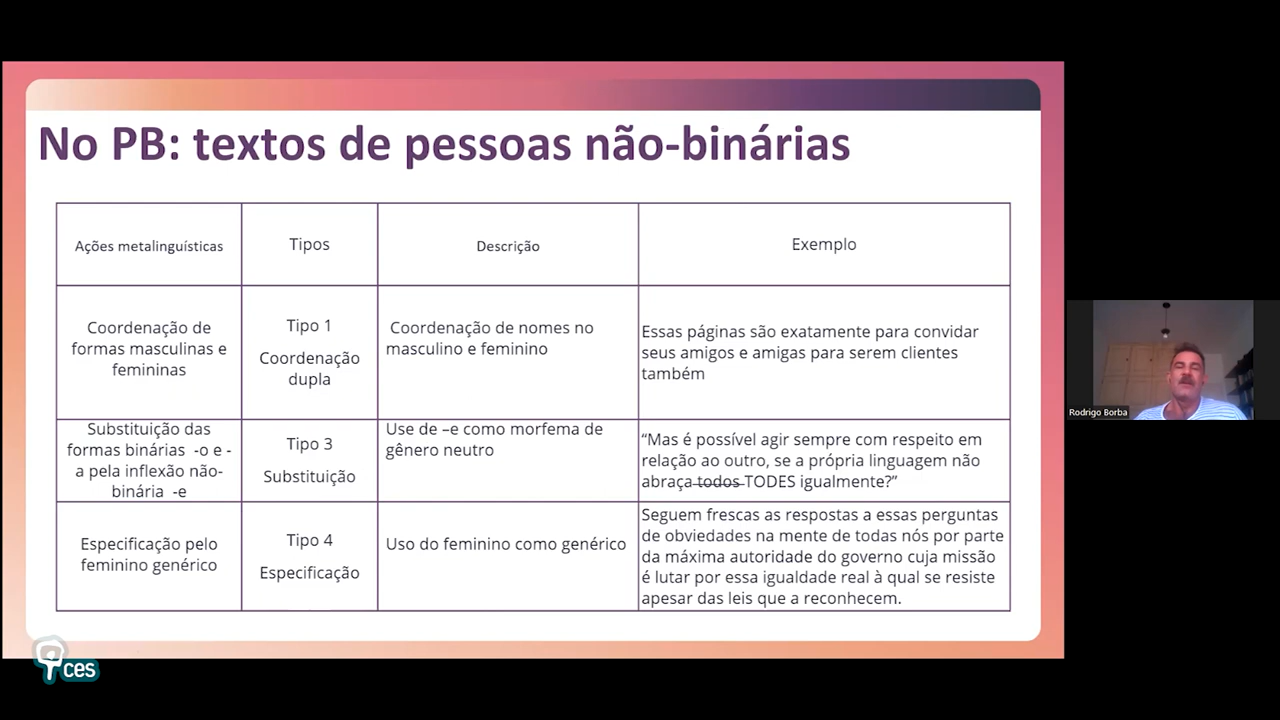 No PB: textos de pessoas não-binárias
Ações metalinguísticas
Tipos
Descrição
Exemplo
Coordenação de
formas masculinas e
femininas
Tipo 1
Coordenação
dupla
Coordenação de nomes no
masculino e feminino
Essas páginas são exatamente para convidar
seus amigos e amigas para serem clientes
também
Substituição das
formas binárias -o e -
a pela inflexão não-
binária -e
Tipo 3
Substituição
Use de –e como morfema de
gênero neutro
“Mas é possível agir sempre com respeito em
relação ao outro, se a própria linguagem não
abraça todos TODES igualmente?”
Especificação pelo
feminino genérico
Tipo 4
Especificação
Uso do feminino como genérico
Seguem frescas as respostas a essas perguntas
de obviedades na mente de todas nós por parte
da máxima autoridade do governo cuja missão
é lutar por essa igualdade real à qual se resiste
apesar das leis que a reconhecem.
Rodrigo Borba
ces